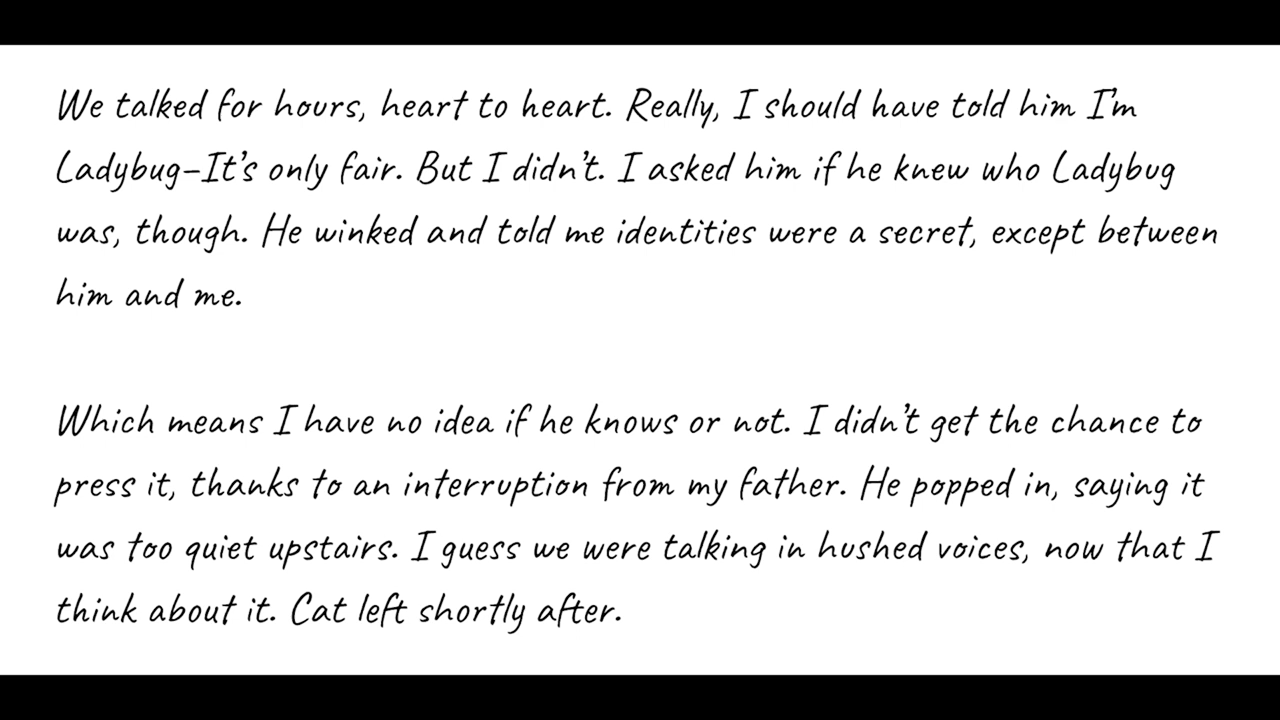 We talked for hours, heart to heart. Really, I should have told him I'm
Ladybug–It's only fair. But I didn't. I asked him if he knew who Ladybug
was, though. He winked and told me identities were a secret, except between
him and me.
Which means I have no idea if he knows or not. I didn't get the chance to
press it, thanks to an interruption from my father. He popped in, saying it
was too quiet upstairs. I guess we were talking in hushed voices, now that I
think about it. Cat left shortly after.